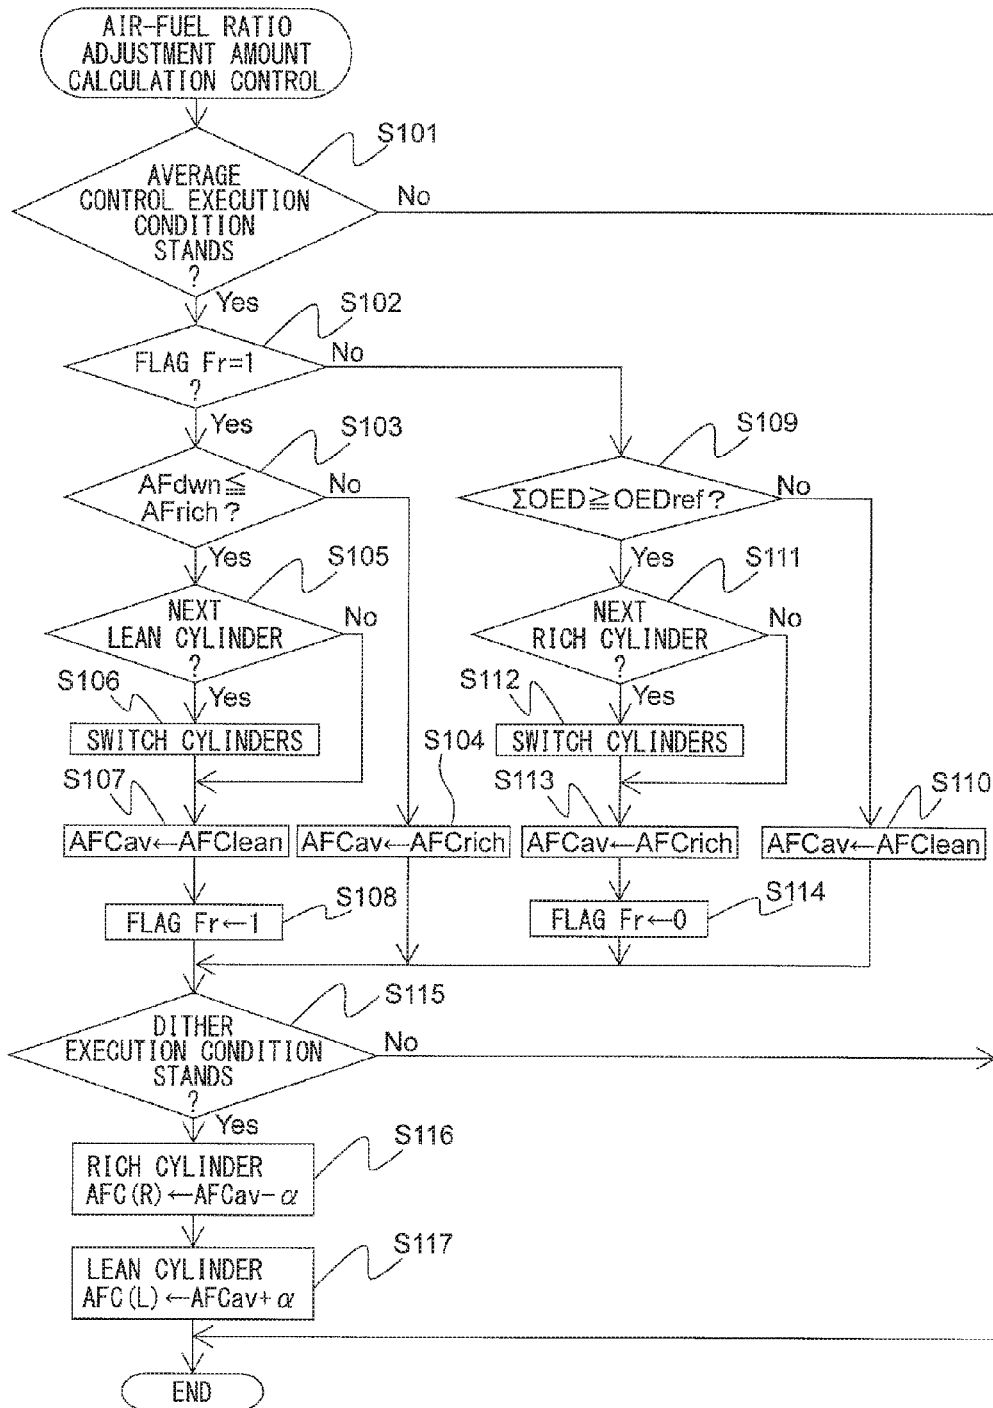 AIR-FUEL RATIO
ADJUSTMENT AMOUNT
CALCULATION CONTROL
S101
AVERAGE
CONTROL EXECUTION
CONDITION
STANDS
?
No
Yes
S102
FLAG Fr=1
?
No
Yes
S103
AFdwn≦
AFrich?
No
Yes
S109
ΣOED≧OEDref?
No
Yes
S105
NEXT
LEAN CYLINDER
?
No
Yes
S111
NEXT
RICH CYLINDER
?
No
Yes
S106
SWITCH CYLINDERS
S112
SWITCH CYLINDERS
S107
AFCav←AFClean
S104
AFCav←AFCrich
S113
AFCav←AFCrich
S110
AFCav←AFClean
S108
FLAG Fr←1
S114
FLAG Fr←0
S115
DITHER
EXECUTION CONDITION
STANDS
?
No
Yes
S116
RICH CYLINDER
AFC(R)←AFCav-α
S117
LEAN CYLINDER
AFC(L)←AFCav+α
END